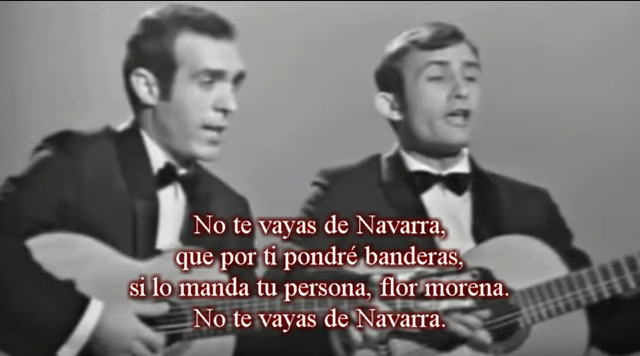 No te vayas de Navarra,
que por ti pondré banderas,
si lo manda tu persona, flor morena.
No te vayas de Navarra.